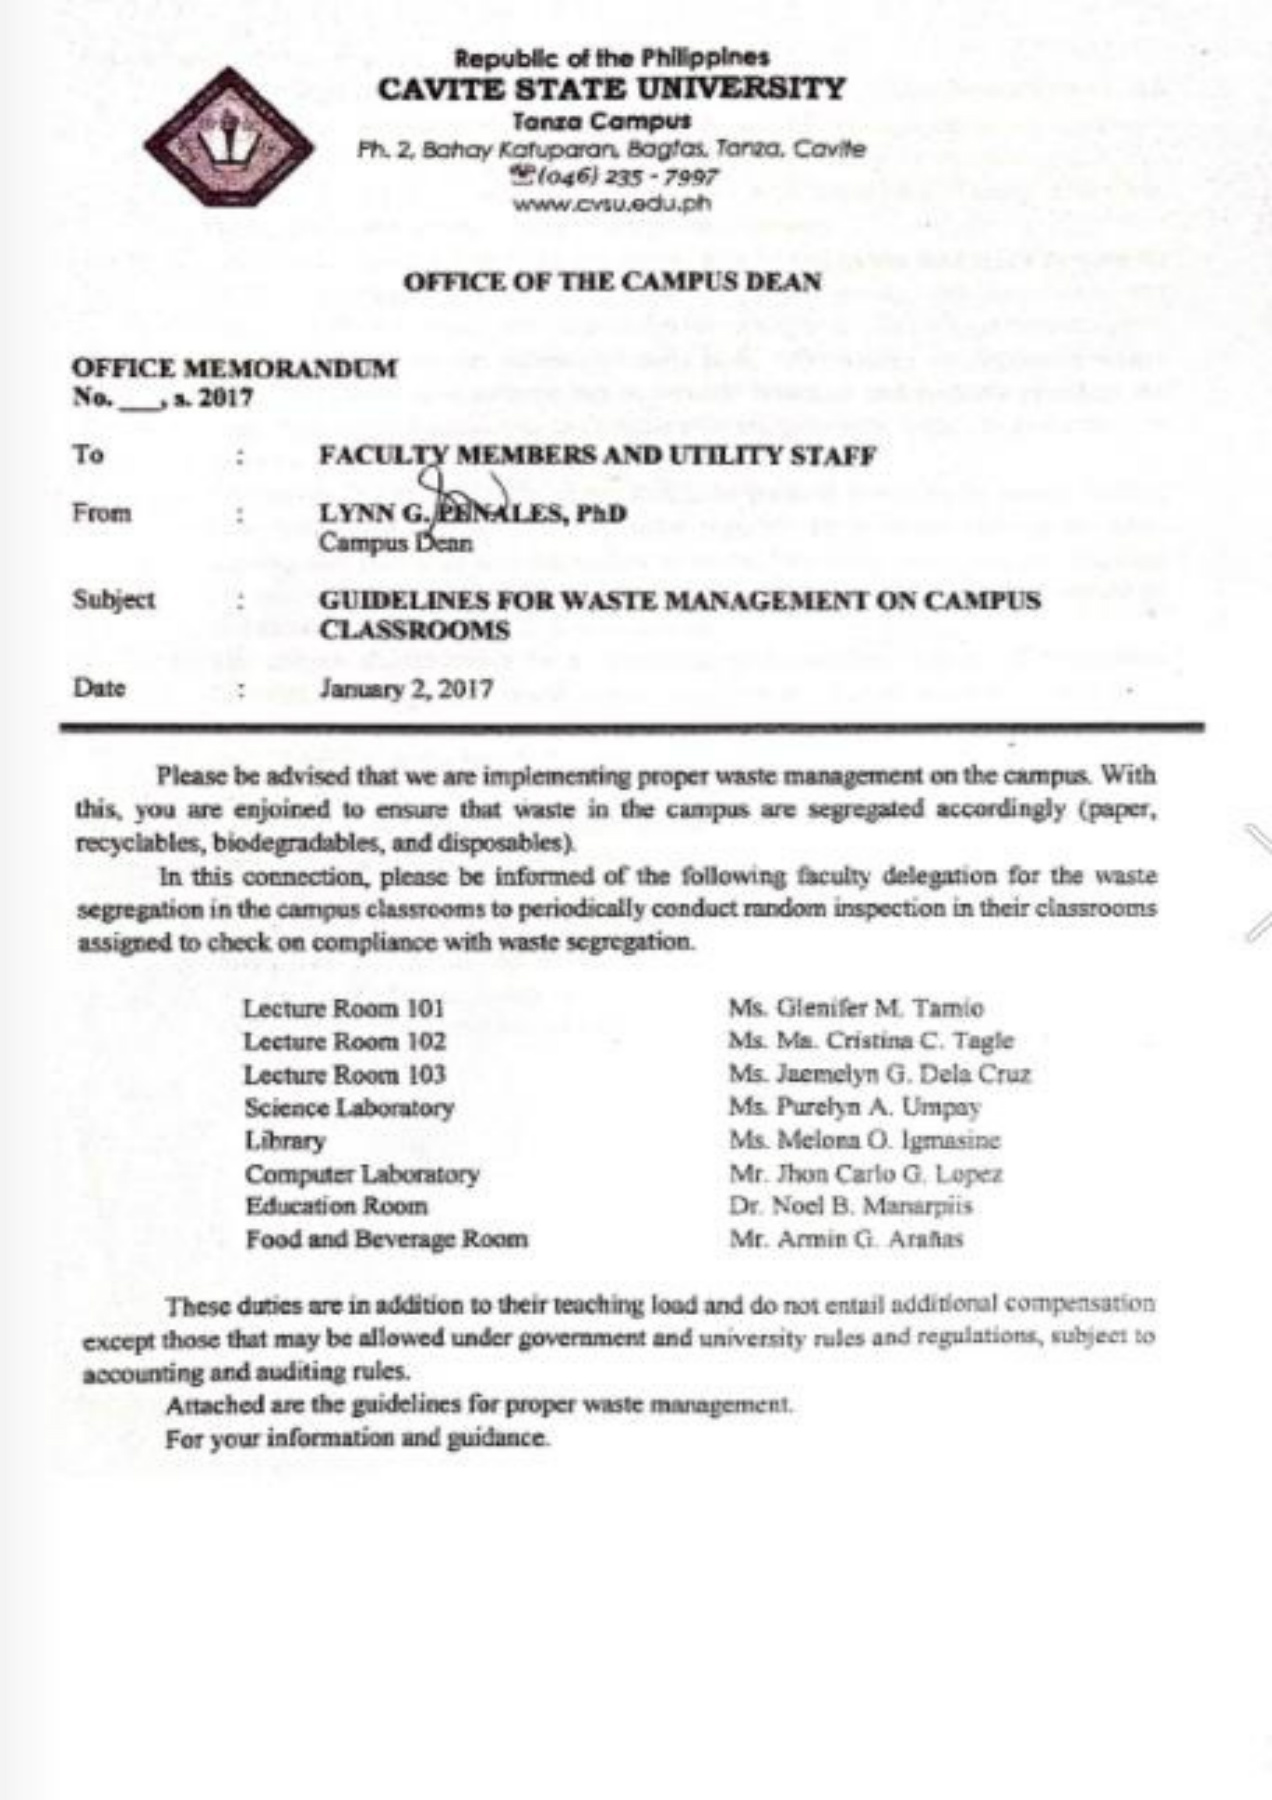 Republic of the Philippines
CAVITE STATE UNIVERSITY
Tanza Campus
Ph. 2, Bahay Katuparan, Bagtas, Tanza, Cavite
☎(046) 235 - 7997
www.cvsu.edu.ph
OFFICE OF THE CAMPUS DEAN
OFFICE MEMORANDUM
No. ___, s. 2017
To : FACULTY MEMBERS AND UTILITY STAFF
From : LYNN G. PENALES, PhD
Campus Dean
Subject : GUIDELINES FOR WASTE MANAGEMENT ON CAMPUS
CLASSROOMS
Date : January 2, 2017
Please be advised that we are implementing proper waste management on the campus. With
this, you are enjoined to ensure that waste in the campus are segregated accordingly (paper,
recyclables, biodegradables, and disposables).
In this connection, please be informed of the following faculty delegation for the waste
segregation in the campus classrooms to periodically conduct random inspection in their classrooms
assigned to check on compliance with waste segregation.
Lecture Room 101 Ms. Glenifer M. Tamio
Lecture Room 102 Ms. Ma. Cristina C. Tagle
Lecture Room 103 Ms. Jaemelyn G. Dela Cruz
Science Laboratory Ms. Purelyn A. Umpay
Library Ms. Melona O. Igmasine
Computer Laboratory Mr. Jhon Carlo G. Lopez
Education Room Dr. Noel B. Manarpiis
Food and Beverage Room Mr. Armin G. Arañas
These duties are in addition to their teaching load and do not entail additional compensation
except those that may be allowed under government and university rules and regulations, subject to
accounting and auditing rules.
Attached are the guidelines for proper waste management.
For your information and guidance.